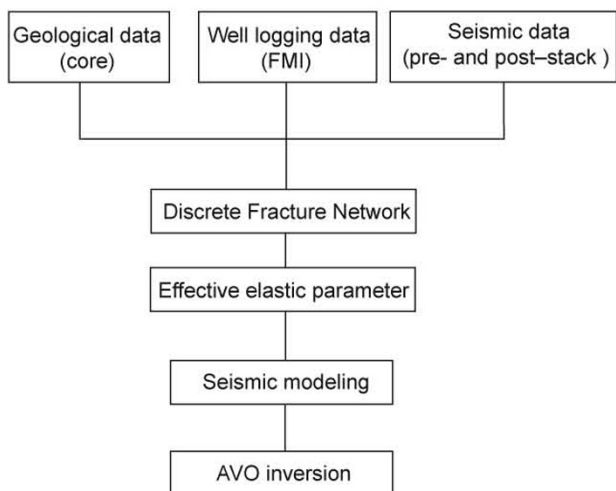 Geological data
(core)
Well logging data
(FMI)
Seismic data
(pre- and post–stack )
Discrete Fracture Network
Effective elastic parameter
Seismic modeling
AVO inversion